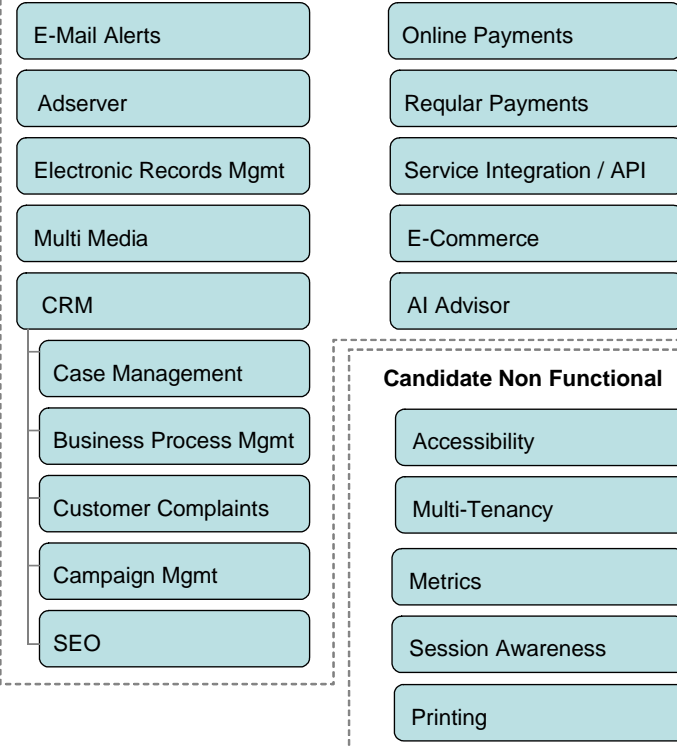 E-Mail Alerts
Adserver
Electronic Records Mgmt
Multi Media
CRM
Case Management
Business Process Mgmt
Customer Complaints
Campaign Mgmt
SEO
Online Payments
Reqular Payments
Service Integration / API
E-Commerce
AI Advisor
Candidate Non Functional
Accessibility
Multi-Tenancy
Metrics
Session Awareness
Printing